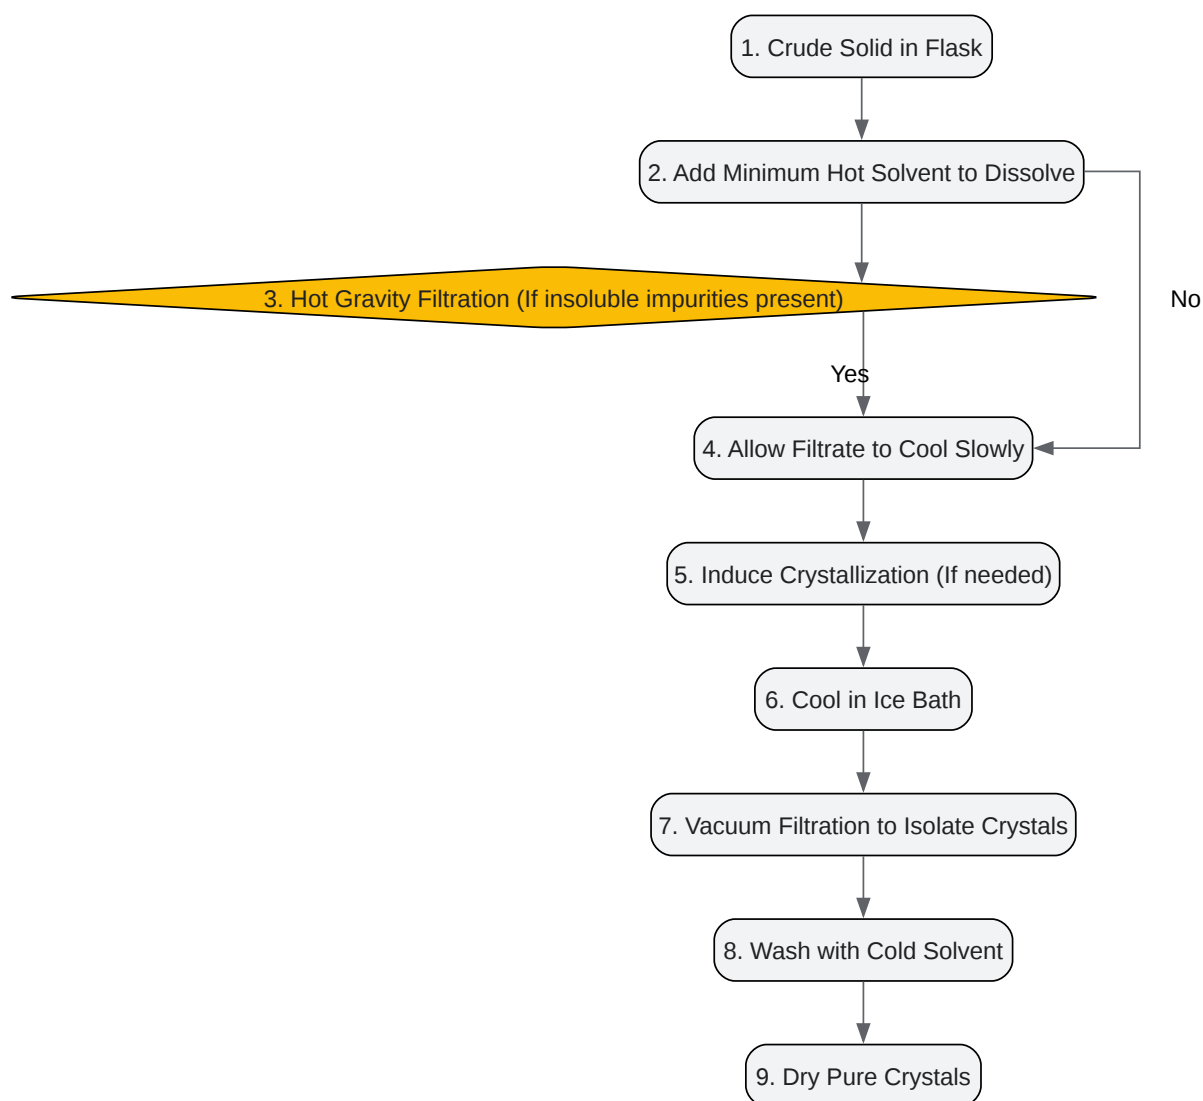 1. Crude Solid in Flask
2. Add Minimum Hot Solvent to Dissolve
3. Hot Gravity Filtration (If insoluble impurities present)
No
Yes
4. Allow Filtrate to Cool Slowly
5. Induce Crystallization (If needed)
6. Cool in Ice Bath
7. Vacuum Filtration to Isolate Crystals
8. Wash with Cold Solvent
9. Dry Pure Crystals